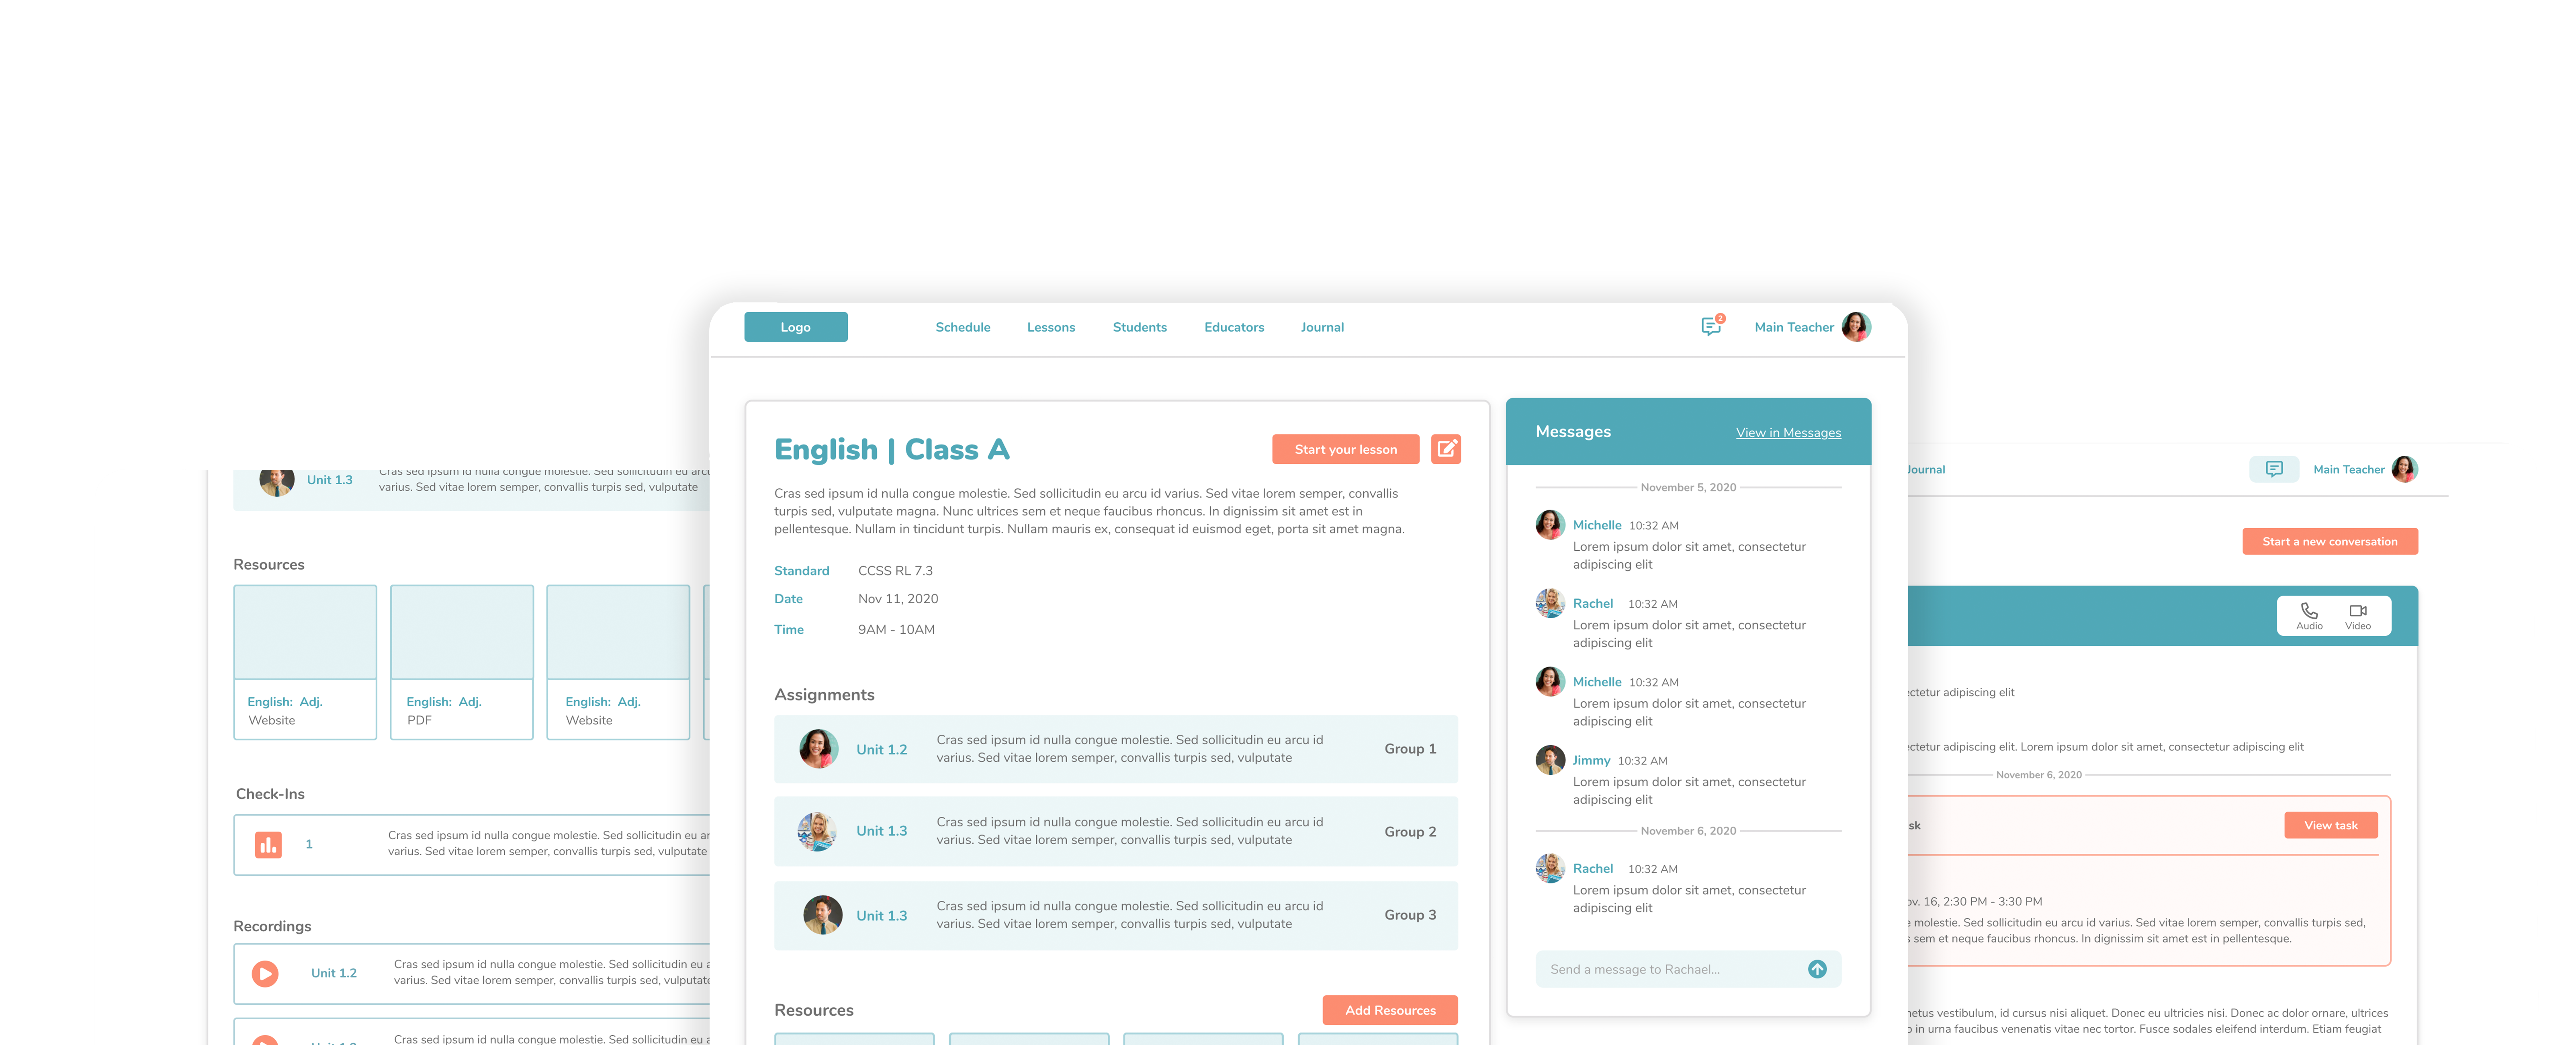 Logo
Schedule
Lessons
Students
Educators
Journal
2
Main Teacher
English | Class A
Start your lesson
Cras sed ipsum id nulla congue molestie. Sed sollicitudin eu arcu id varius. Sed vitae lorem semper, convallis
turpis sed, vulputate magna. Nunc ultrices sem et neque faucibus rhoncus. In dignissim sit amet est in
pellentesque. Nullam in tincidunt turpis. Nullam mauris ex, consequat id euismod eget, porta sit amet magna.
Standard CCSS RL 7.3
Date Nov 11, 2020
Time 9AM - 10AM
Assignments
Unit 1.2
Cras sed ipsum id nulla congue molestie. Sed sollicitudin eu arcu id
varius. Sed vitae lorem semper, convallis turpis sed, vulputate
Group 1
Unit 1.3
Cras sed ipsum id nulla congue molestie. Sed sollicitudin eu arcu id
varius. Sed vitae lorem semper, convallis turpis sed, vulputate
Group 2
Unit 1.3
Cras sed ipsum id nulla congue molestie. Sed sollicitudin eu arcu id
varius. Sed vitae lorem semper, convallis turpis sed, vulputate
Group 3
Resources
Add Resources
Messages
View in Messages
November 5, 2020
Michelle 10:32 AM
Lorem ipsum dolor sit amet, consectetur
adipiscing elit
Rachel 10:32 AM
Lorem ipsum dolor sit amet, consectetur
adipiscing elit
Michelle 10:32 AM
Lorem ipsum dolor sit amet, consectetur
adipiscing elit
Jimmy 10:32 AM
Lorem ipsum dolor sit amet, consectetur
adipiscing elit
November 6, 2020
Rachel 10:32 AM
Lorem ipsum dolor sit amet, consectetur
adipiscing elit
Send a message to Rachael...
Unit 1.3
Cras sed ipsum id nulla congue molestie. Sed sollicitudin eu arcu
varius. Sed vitae lorem semper, convallis turpis sed, vulputate
Resources
English: Adj.
Website
English: Adj.
PDF
English: Adj.
Website
Check-Ins
1
Cras sed ipsum id nulla congue molestie. Sed sollicitudin eu ar
varius. Sed vitae lorem semper, convallis turpis sed, vulputate
Recordings
Unit 1.2
Cras sed ipsum id nulla congue molestie. Sed sollicitudin eu a
varius. Sed vitae lorem semper, convallis turpis sed, vulputate
Cras sed ipsum id nulla congue molestie. Sed sollicitudin eu a
Journal
Main Teacher
Start a new conversation
Audio
Video
ectetur adipiscing elit
ectetur adipiscing elit. Lorem ipsum dolor sit amet, consectetur adipiscing elit
November 6, 2020
sk
View task
ov. 16, 2:30 PM - 3:30 PM
e molestie. Sed sollicitudin eu arcu id varius. Sed vitae lorem semper, convallis turpis sed,
s sem et neque faucibus rhoncus. In dignissim sit amet est in pellentesque.
metus vestibulum, id cursus nisi aliquet. Donec eu ultricies nisi. Donec ac dolor ornare, ultrices
o in urna faucibus venenatis vitae nec tortor. Fusce sodales eleifend interdum. Etiam feugiat